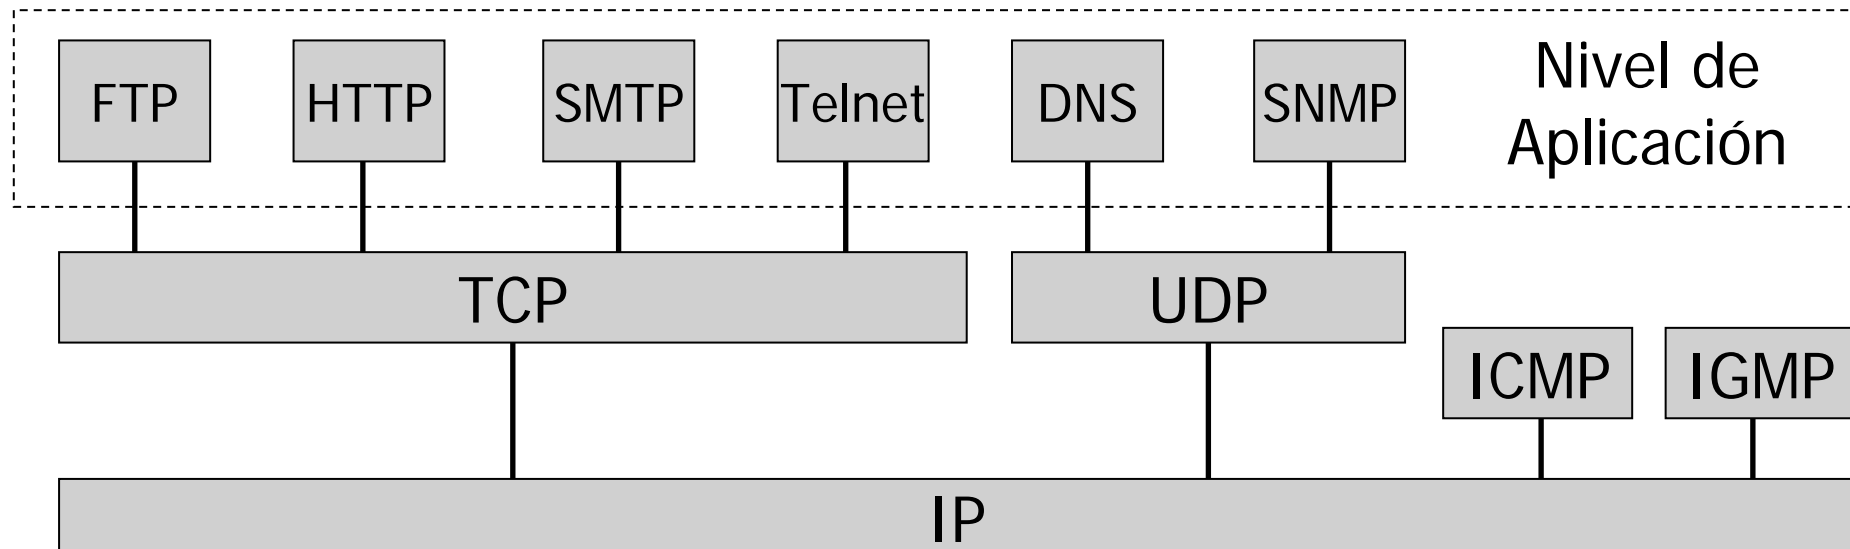 FTP
HTTP
SMTP
Telnet
DNS
SNMP
Nivel de
Aplicación
TCP
UDP
ICMP
IGMP
IP